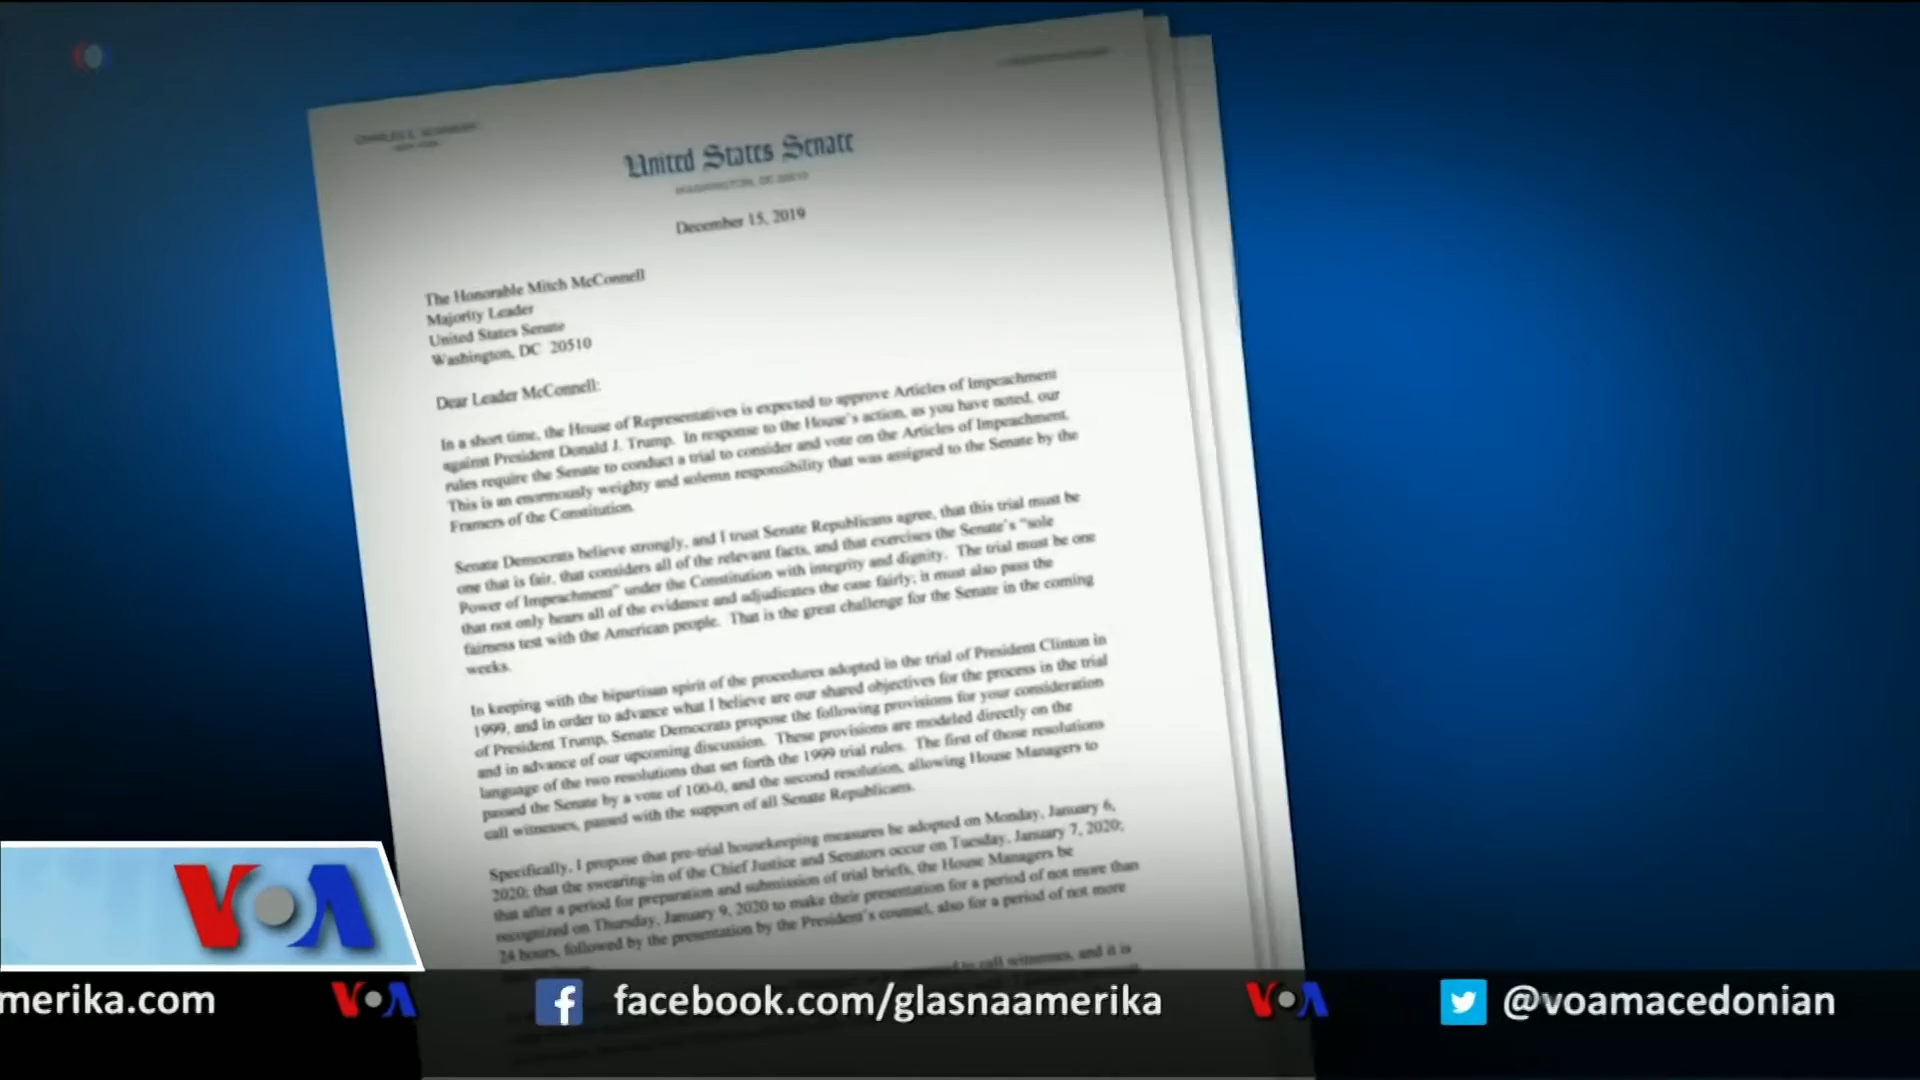 CHARLES E. SCHUMER
NEW YORK
United States Senate
WASHINGTON, DC 20510
December 15, 2019
The Honorable Mitch McConnell
Majority Leader
United States Senate
Washington, DC 20510
Dear Leader McConnell:
In a short time, the House of Representatives is expected to approve Articles of Impeachment
against President Donald J. Trump. In response to the House's action, as you have noted, our
rules require the Senate to conduct a trial to consider and vote on the Articles of Impeachment.
This is an enormously weighty and solemn responsibility that was assigned to the Senate by the
Framers of the Constitution.
Senate Democrats believe strongly, and I trust Senate Republicans agree, that this trial must be
one that is fair, that considers all of the relevant facts, and that exercises the Senate's "sole
Power of Impeachment" under the Constitution with integrity and dignity. The trial must be one
that not only hears all of the evidence and adjudicates the case fairly; it must also pass the
fairness test with the American people. That is the great challenge for the Senate in the coming
weeks.
In keeping with the bipartisan spirit of the procedures adopted in the trial of President Clinton in
1999, and in order to advance what I believe are our shared objectives for the process in the trial
of President Trump, Senate Democrats propose the following provisions for your consideration
and in advance of our upcoming discussion. These provisions are modeled directly on the
language of the two resolutions that set forth the 1999 trial rules. The first of those resolutions
passed the Senate by a vote of 100-0, and the second resolution, allowing House Managers to
call witnesses, passed with the support of all Senate Republicans.
Specifically, I propose that pre-trial housekeeping measures be adopted on Monday, January 6,
2020; that the swearing-in of the Chief Justice and Senators occur on Tuesday, January 7, 2020;
that after a period for preparation and submission of trial briefs, the House Managers be
recognized on Thursday, January 9, 2020 to make their presentation for a period of not more than
24 hours, followed by the presentation by the President's counsel, also for a period of not more
to call witnesses, and it is
VOA
merika.com
VOA
facebook.com/glasnaamerika
VOA
@voamacedonian